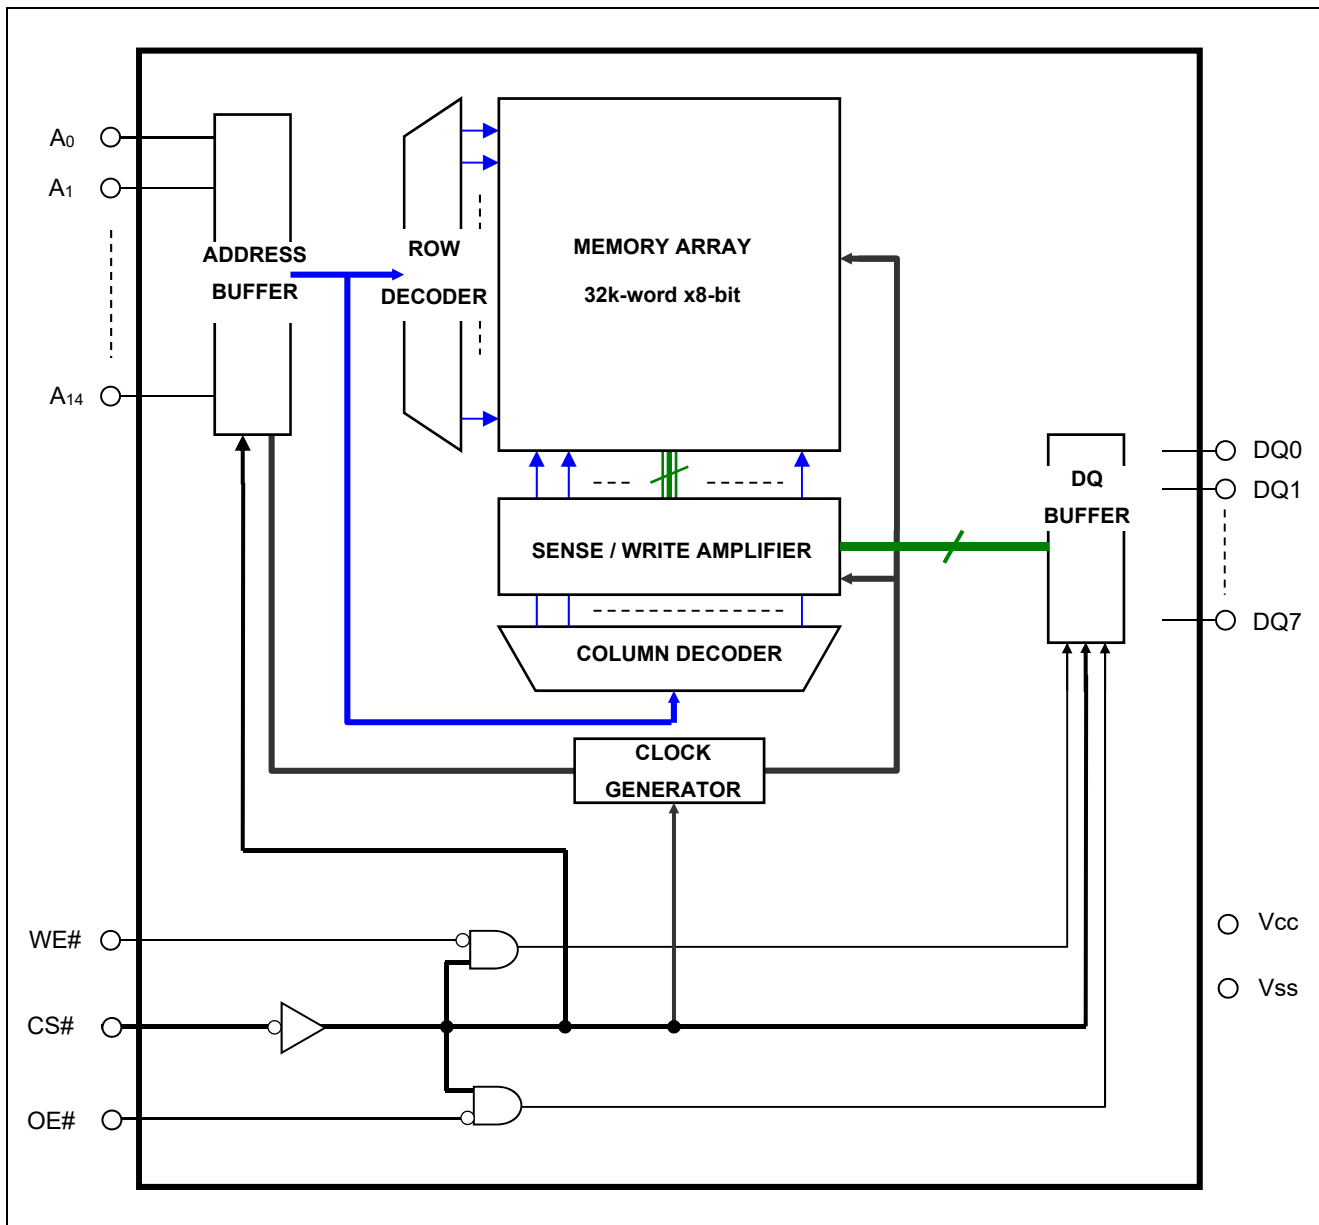 A0
A1
A14
ADDRESS
BUFFER
ROW
DECODER
MEMORY ARRAY
32k-word x8-bit
SENSE / WRITE AMPLIFIER
COLUMN DECODER
CLOCK
GENERATOR
DQ
BUFFER
DQ0
DQ1
DQ7
WE#
CS#
OE#
Vcc
Vss